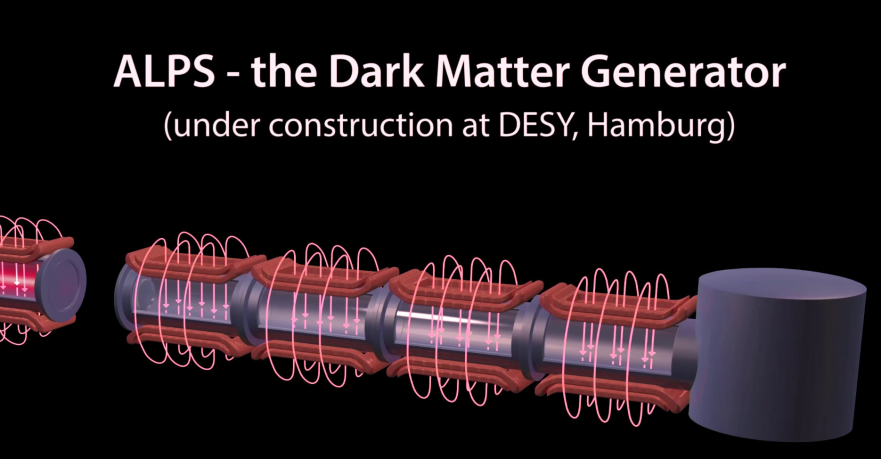 ALPS - the Dark Matter Generator
(under construction at DESY, Hamburg)